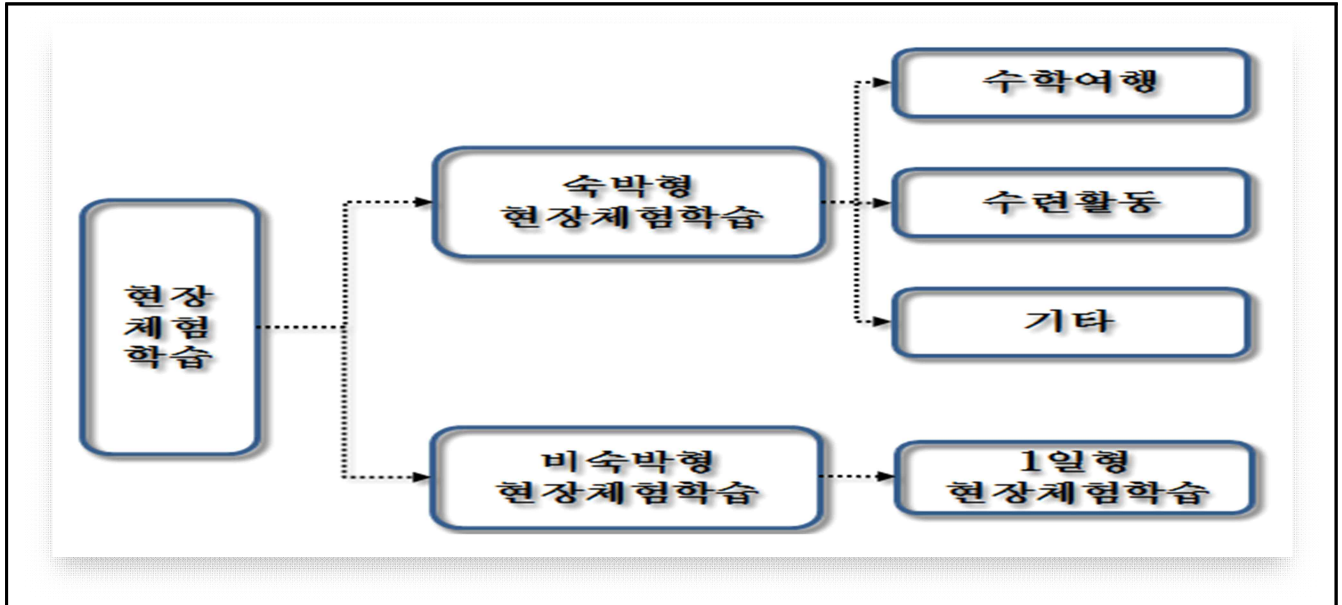 현장
체험
학습
숙박형
현장체험학습
수학여행
수련활동
기타
비숙박형
현장체험학습
1일형
현장체험학습